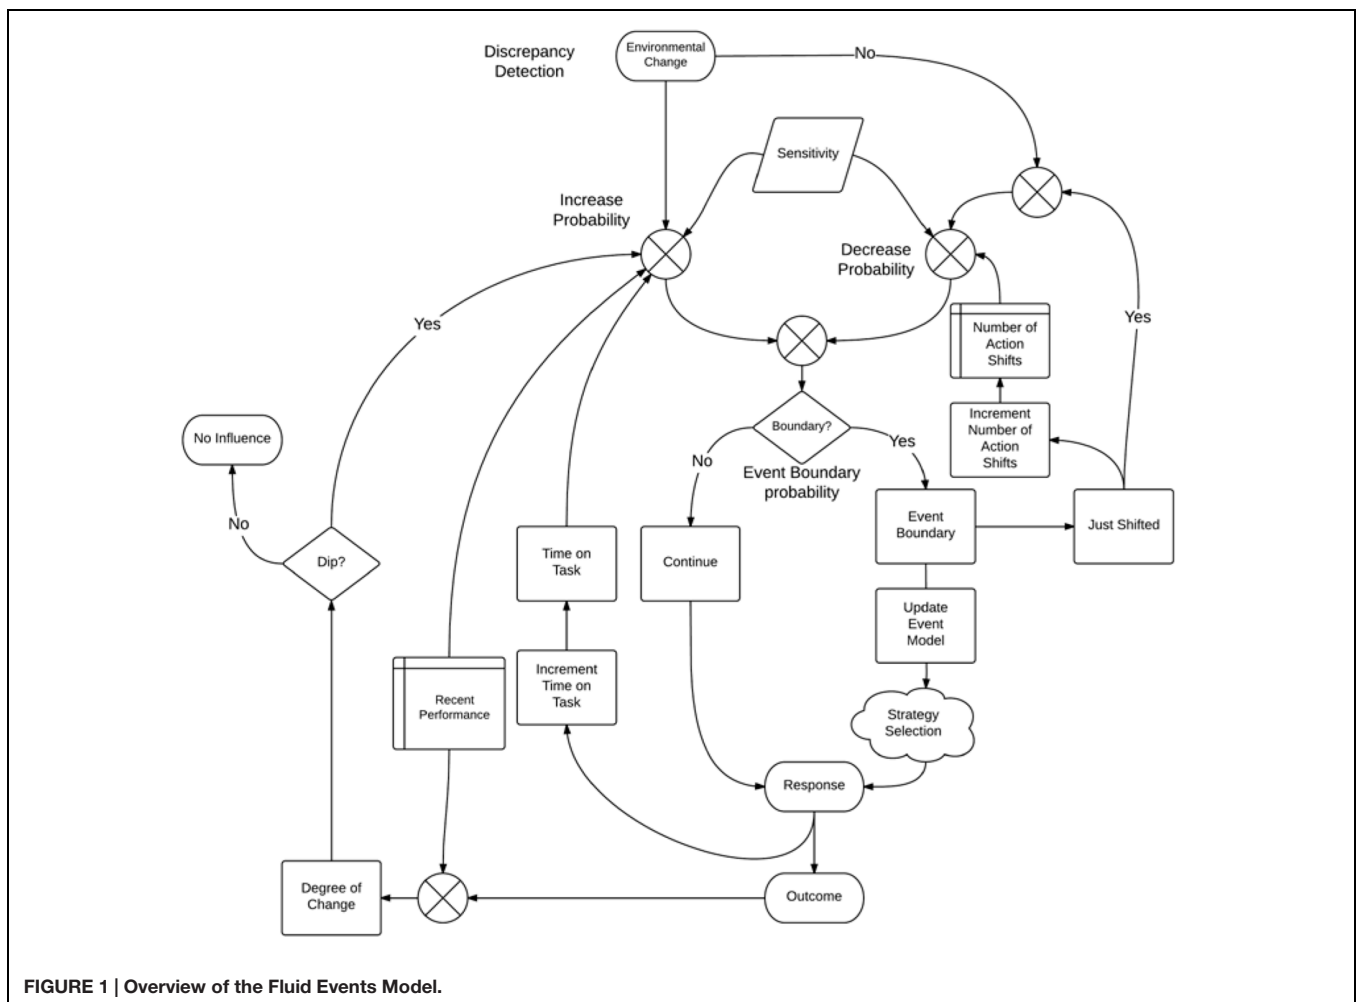 Discrepancy
Detection
Environmental
Change
No
Sensitivity
Increase
Probability
Decrease
Probability
Yes
Number of
Action
Shifts
Yes
No Influence
Boundary?
Increment
Number of
Action
Shifts
No
Yes
Event Boundary
probability
No
Dip?
Time on
Task
Continue
Event
Boundary
Just Shifted
Update
Event
Model
Increment
Time on
Task
Recent
Performance
Strategy
Selection
Response
Degree of
Change
Outcome
FIGURE 1 | Overview of the Fluid Events Model.